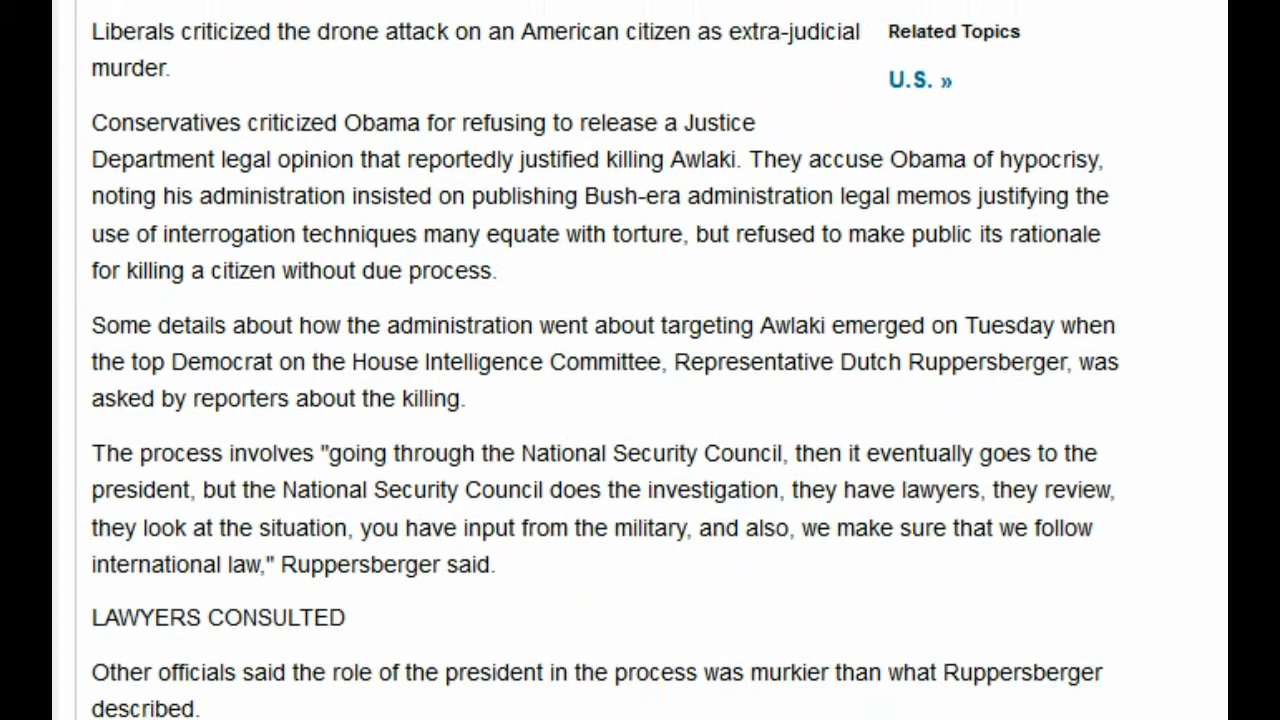 Liberals criticized the drone attack on an American citizen as extra-judicial
murder.
Related Topics
U.S. »
Conservatives criticized Obama for refusing to release a Justice
Department legal opinion that reportedly justified killing Awlaki. They accuse Obama of hypocrisy,
noting his administration insisted on publishing Bush-era administration legal memos justifying the
use of interrogation techniques many equate with torture, but refused to make public its rationale
for killing a citizen without due process.
Some details about how the administration went about targeting Awlaki emerged on Tuesday when
the top Democrat on the House Intelligence Committee, Representative Dutch Ruppersberger, was
asked by reporters about the killing.
The process involves "going through the National Security Council, then it eventually goes to the
president, but the National Security Council does the investigation, they have lawyers, they review,
they look at the situation, you have input from the military, and also, we make sure that we follow
international law," Ruppersberger said.
LAWYERS CONSULTED
Other officials said the role of the president in the process was murkier than what Ruppersberger
described.